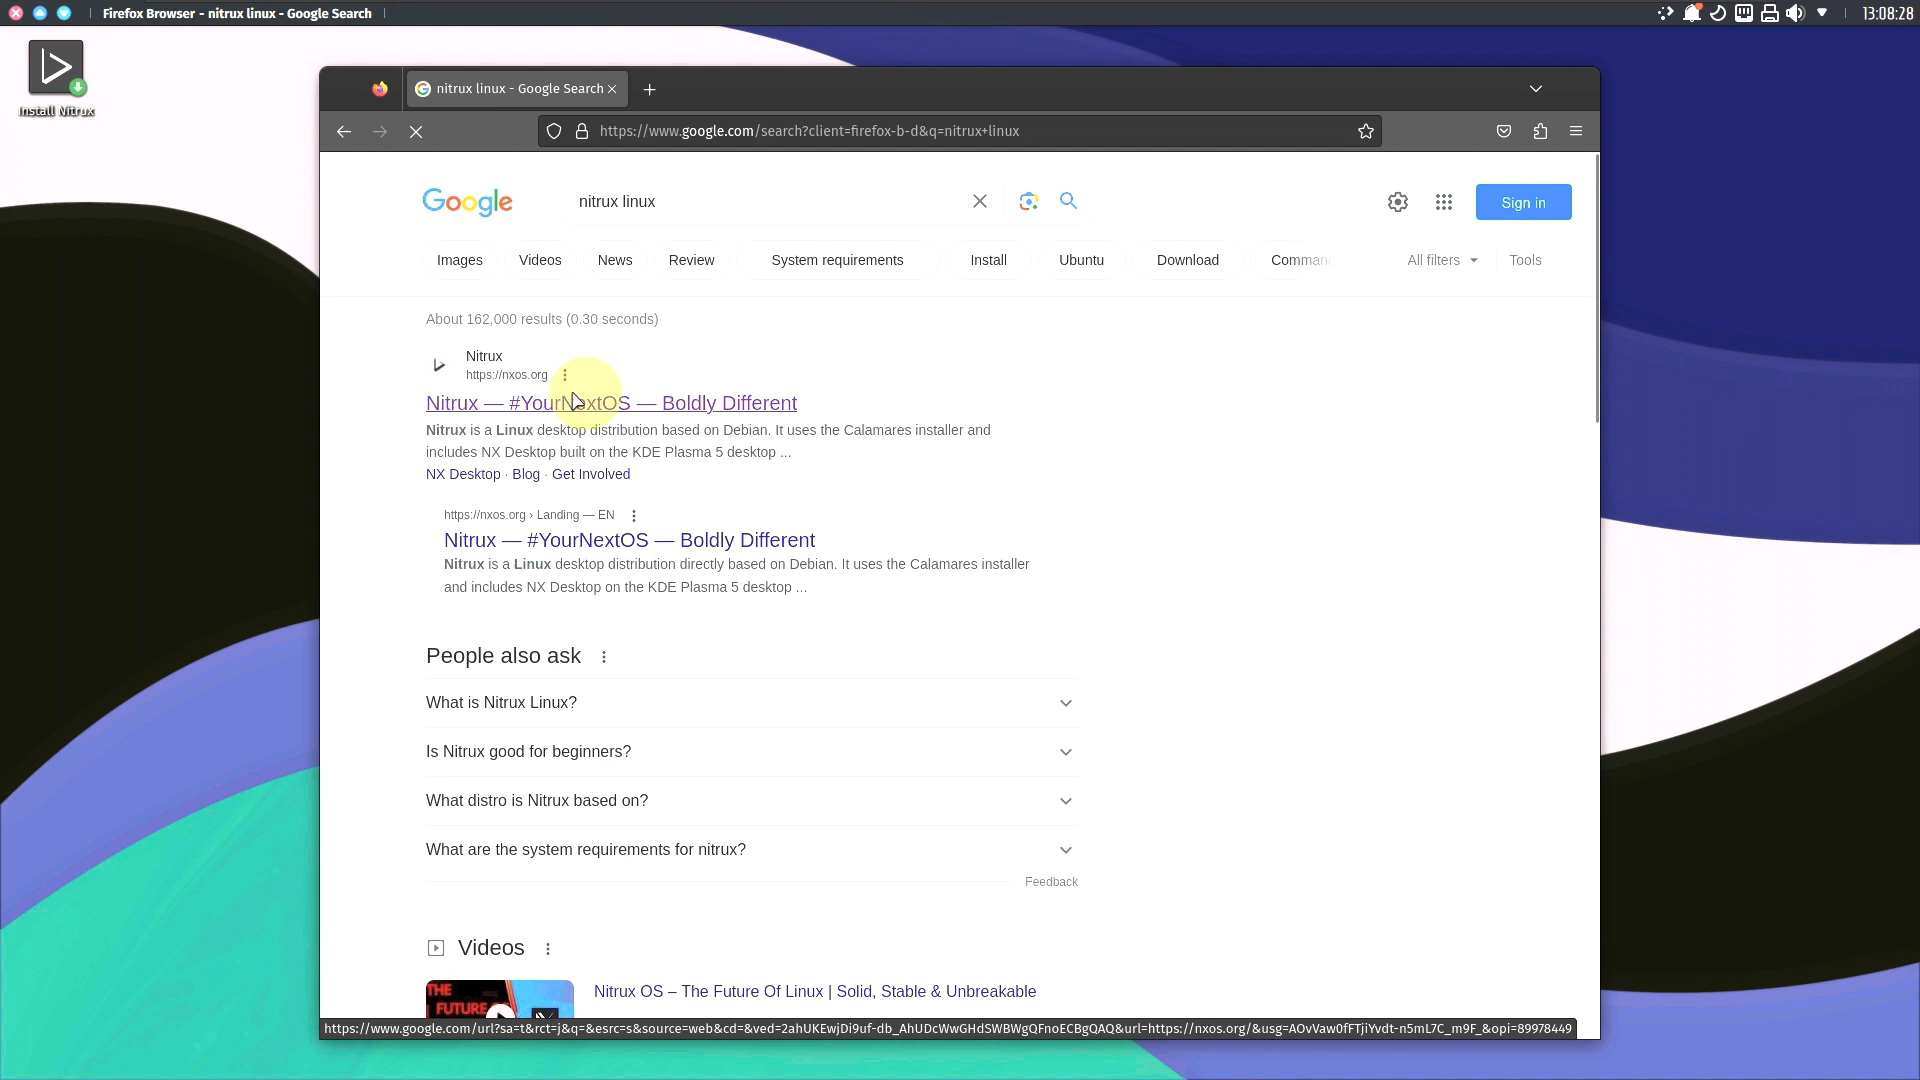 Firefox Browser - nitrux linux - Google Search
13:08:28
Install Nitrux
nitrux linux - Google Search
https://www.google.com/search?client=firefox-b-d&q=nitrux+linux
Google
nitrux linux
Sign in
Images Videos News Review System requirements Install Ubuntu Download Command All filters Tools
About 162,000 results (0.30 seconds)
Nitrux
https://nxos.org
Nitrux — #YourNextOS — Boldly Different
Nitrux is a Linux desktop distribution based on Debian. It uses the Calamares installer and
includes NX Desktop built on the KDE Plasma 5 desktop ...
NX Desktop · Blog · Get Involved
https://nxos.org › Landing — EN
Nitrux — #YourNextOS — Boldly Different
Nitrux is a Linux desktop distribution directly based on Debian. It uses the Calamares installer
and includes NX Desktop on the KDE Plasma 5 desktop ...
People also ask
What is Nitrux Linux?
Is Nitrux good for beginners?
What distro is Nitrux based on?
What are the system requirements for nitrux?
Feedback
Videos
THE
FUTURE
Nitrux OS – The Future Of Linux | Solid, Stable & Unbreakable
https://www.google.com/url?sa=t&rct=j&q=&esrc=s&source=web&cd=&ved=2ahUKEwjDi9uf-db_AhUDcWwGHdSWBWgQFnoECBgQAQ&url=https://nxos.org/&usg=AOvVaw0fFTjiYvdt-n5mL7C_m9F_&opi=89978449